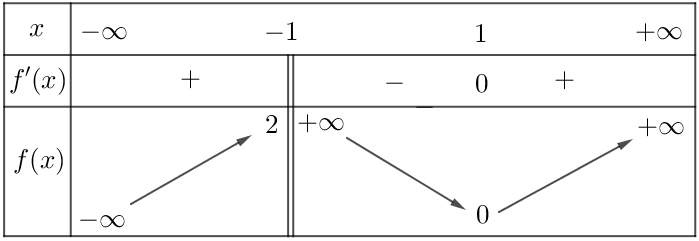 x −∞ −1 1 +∞
f′(x) + − 0 +
2 +∞ +∞
f(x)
−∞ 0